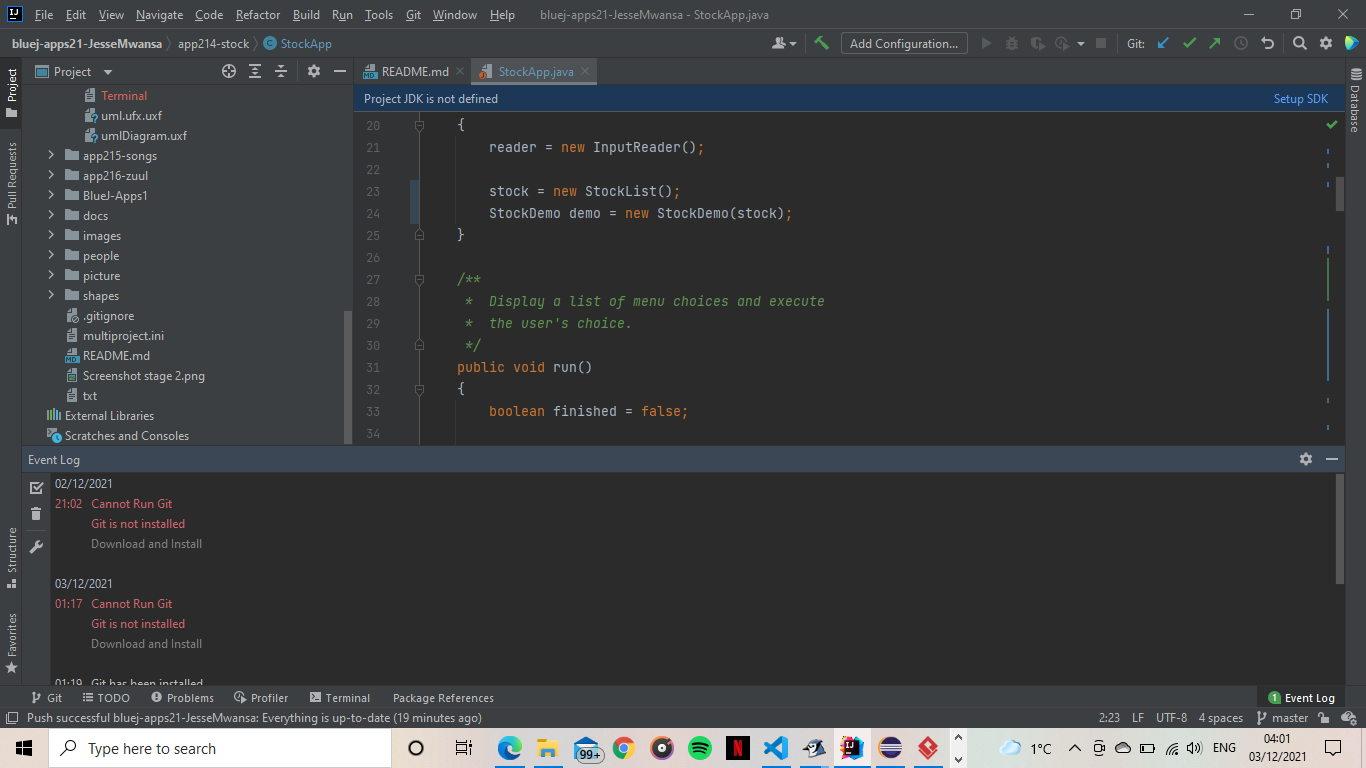 File Edit View Navigate Code Refactor Build Run Tools Git Window Help bluej-apps21-JesseMwansa - StockApp.java
bluej-apps21-JesseMwansa app214-stock StockApp Add Configuration... Git:
Project README.md StockApp.java
Project
Pull Requests
Structure
Favorites
Database
Terminal
uml.ufx.uxf
umlDiagram.uxf
app215-songs
app216-zuul
BlueJ-Apps1
docs
images
people
picture
shapes
.gitignore
multiproject.ini
README.md
Screenshot stage 2.png
txt
External Libraries
Scratches and Consoles
Project JDK is not defined Setup SDK
20 {
21 reader = new InputReader();
22
23 stock = new StockList();
24 StockDemo demo = new StockDemo(stock);
25 }
26
27 /**
28 * Display a list of menu choices and execute
29 * the user's choice.
30 */
31 public void run()
32 {
33 boolean finished = false;
34
Event Log
02/12/2021
21:02 Cannot Run Git
Git is not installed
Download and Install
03/12/2021
01:17 Cannot Run Git
Git is not installed
Download and Install
01:19 Git has been installed
Git TODO Problems Profiler Terminal Package References 1 Event Log
Push successful bluej-apps21-JesseMwansa: Everything is up-to-date (19 minutes ago) 2:23 LF UTF-8 4 spaces master
Type here to search 99+ 1°C ENG 04:01
03/12/2021